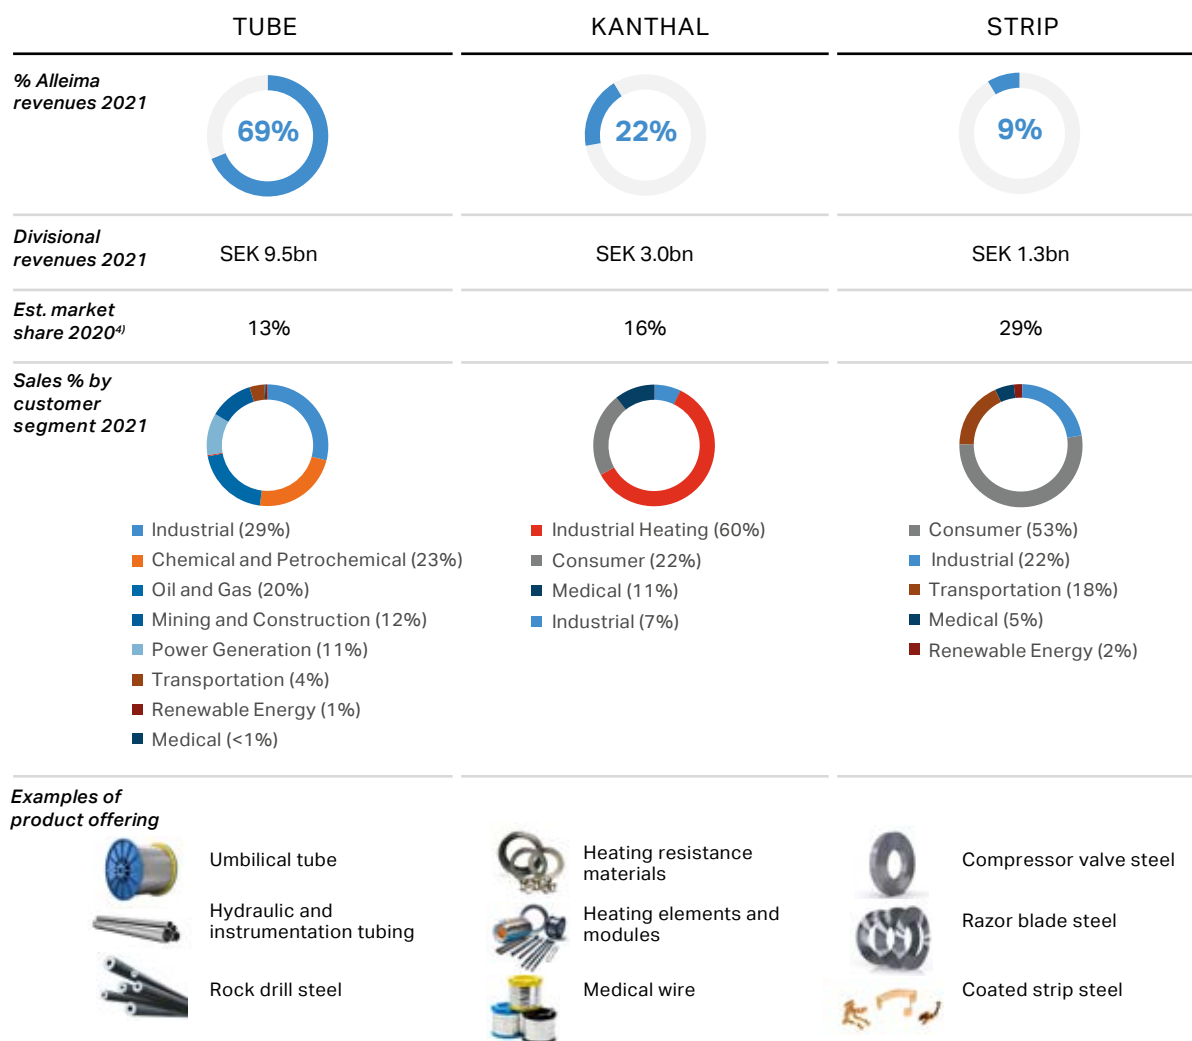 TUBE
KANTHAL
STRIP
% Alleima
revenues 2021
69%
22%
9%
Divisional
revenues 2021
SEK 9.5bn
SEK 3.0bn
SEK 1.3bn
Est. market
share 2020⁴⁾
13%
16%
29%
Sales % by
customer
segment 2021
Industrial (29%)
Chemical and Petrochemical (23%)
Oil and Gas (20%)
Mining and Construction (12%)
Power Generation (11%)
Transportation (4%)
Renewable Energy (1%)
Medical (<1%)
Industrial Heating (60%)
Consumer (22%)
Medical (11%)
Industrial (7%)
Consumer (53%)
Industrial (22%)
Transportation (18%)
Medical (5%)
Renewable Energy (2%)
Examples of
product offering
Umbilical tube
Hydraulic and
instrumentation tubing
Rock drill steel
Heating resistance
materials
Heating elements and
modules
Medical wire
Compressor valve steel
Razor blade steel
Coated strip steel